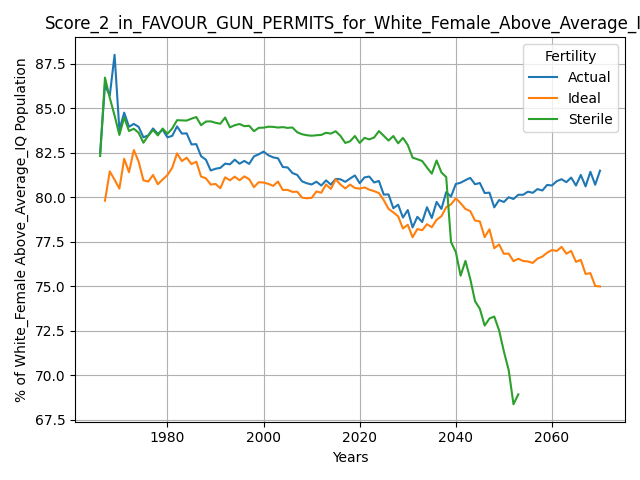 Score_2_in_FAVOUR_GUN_PERMITS_for_White_Female_Above_Average_I
Fertility
Actual
Ideal
Sterile
% of White_Female Above_Average_IQ Population
87.5
85.0
82.5
80.0
77.5
75.0
72.5
70.0
67.5
1980
2000
2020
2040
2060
Years